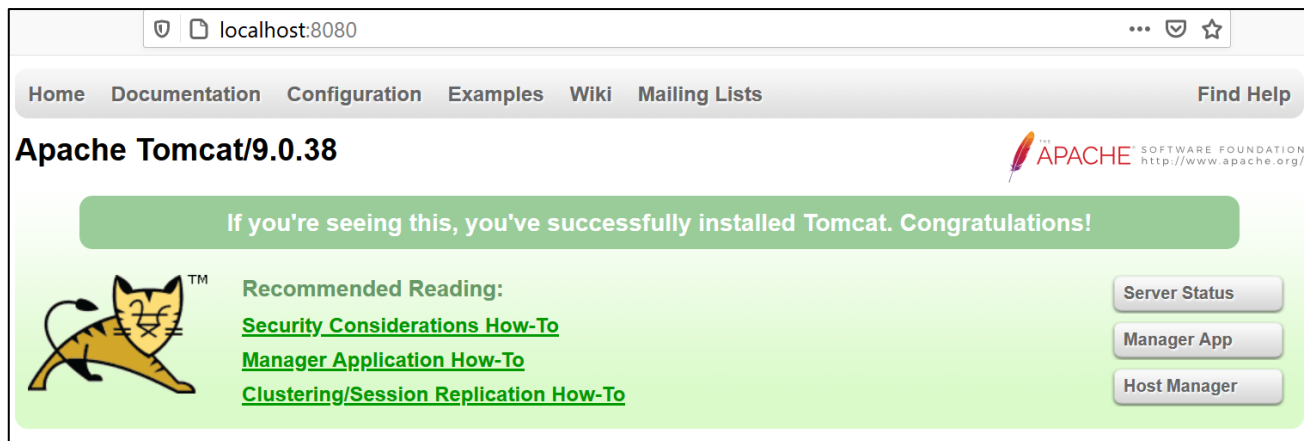 localhost:8080
Home Documentation Configuration Examples Wiki Mailing Lists Find Help
Apache Tomcat/9.0.38
THE
APACHE® SOFTWARE FOUNDATION
http://www.apache.org/
If you're seeing this, you've successfully installed Tomcat. Congratulations!
TM
Recommended Reading:
Security Considerations How-To
Manager Application How-To
Clustering/Session Replication How-To
Server Status
Manager App
Host Manager